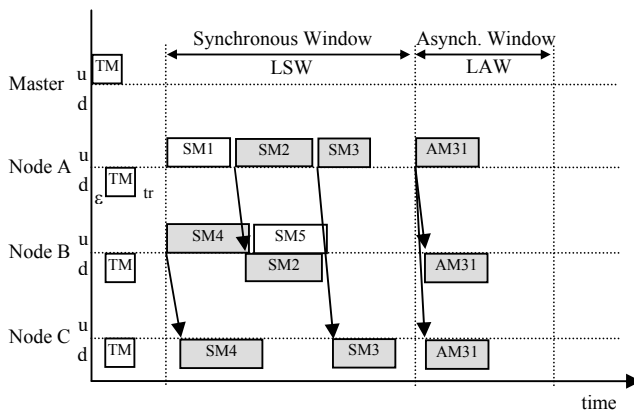 Synchronous Window Asynch. Window
LSW LAW
Master u TM
d
Node A u SM1 SM2 SM3 AM31
d ε TM tr
Node B u SM4 SM5
d TM SM2 AM31
Node C u
d TM SM4 SM3 AM31
time